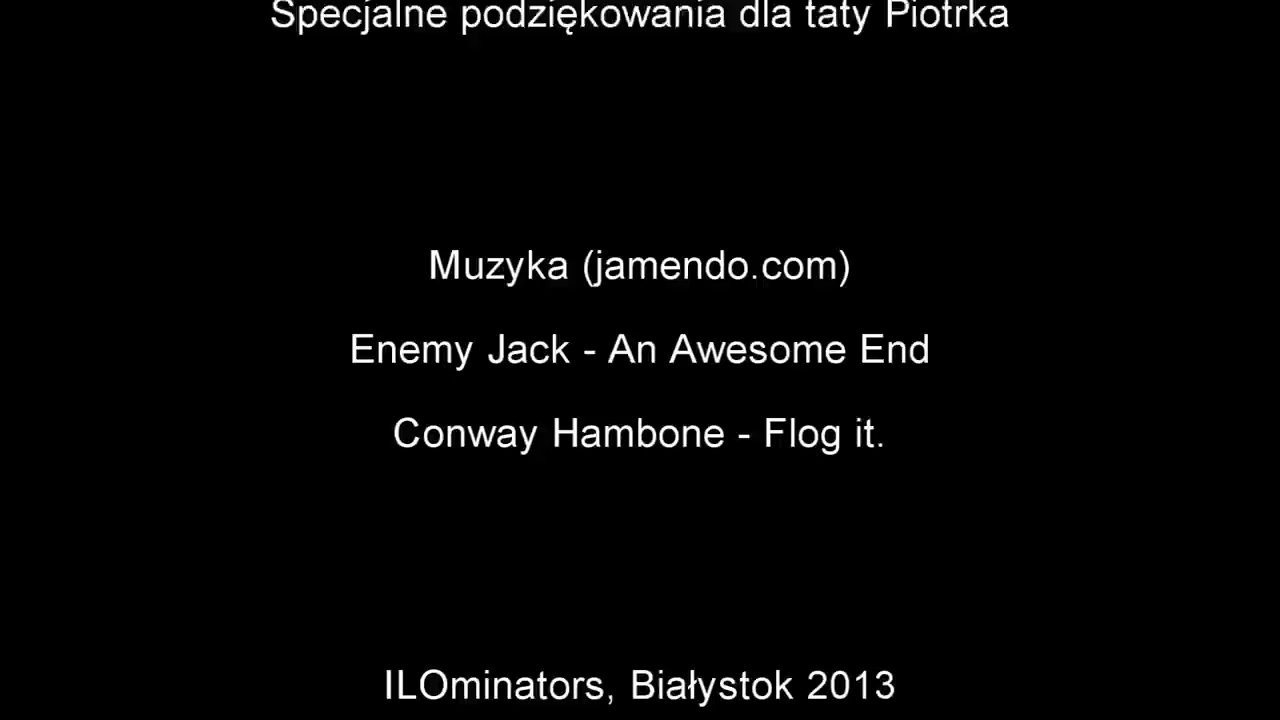 Specjalne podziękowania dla taty Piotrka
Muzyka (jamendo.com)
Enemy Jack - An Awesome End
Conway Hambone - Flog it.
ILOminators, Białystok 2013